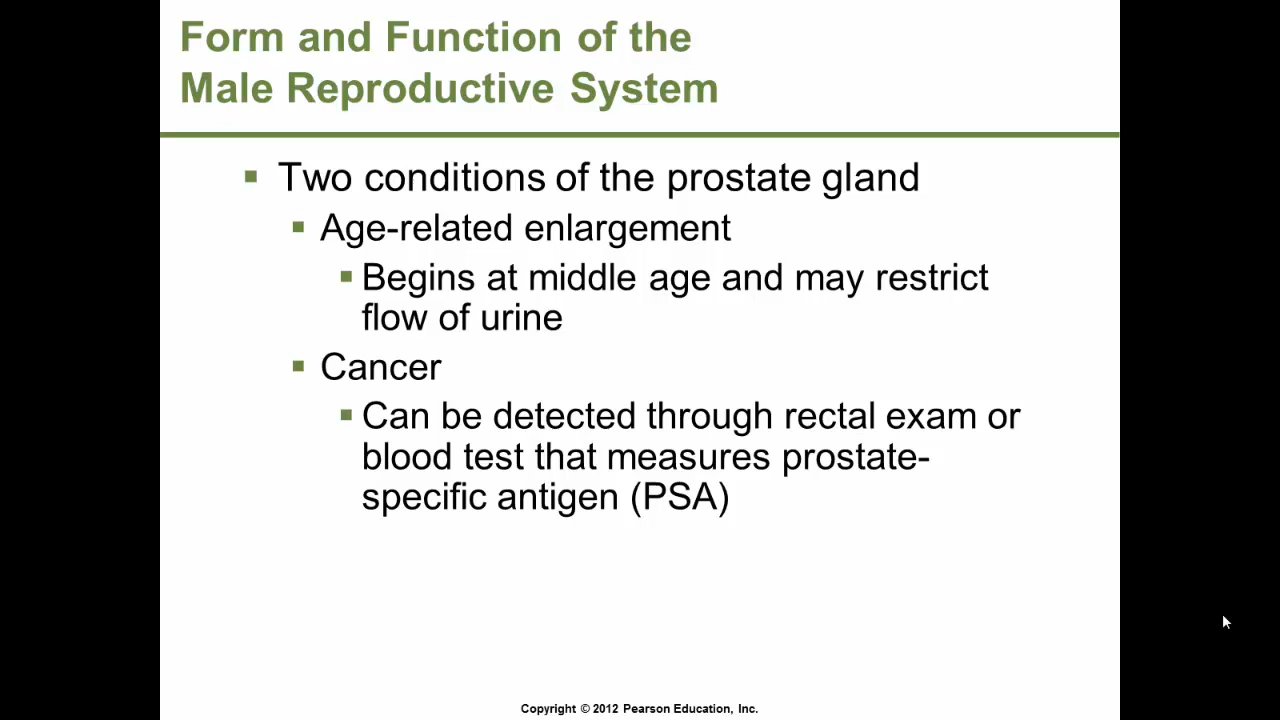 Form and Function of the
Male Reproductive System
Two conditions of the prostate gland
Age-related enlargement
Begins at middle age and may restrict
flow of urine
Cancer
Can be detected through rectal exam or
blood test that measures prostate-
specific antigen (PSA)
Copyright © 2012 Pearson Education, Inc.